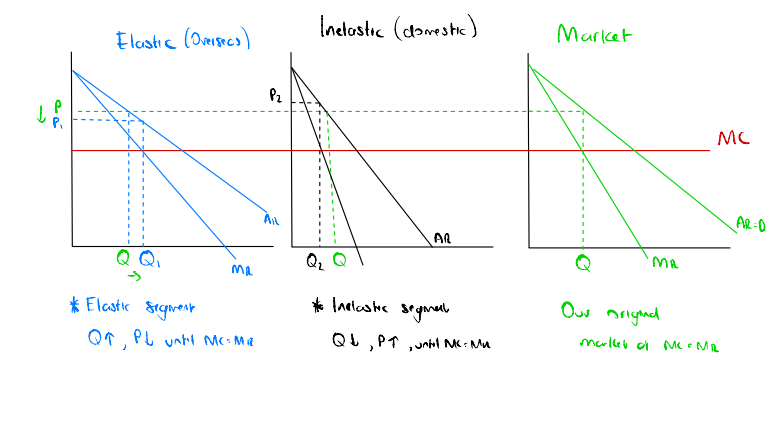 Elastic (Overseas)
Inelastic (domestic)
Market
↓ P
P1
P2
MC
AR
AR
AR=D
MR
MR
Q Q1
→
Q2 Q
Q
* Elastic segment
Q↑, P↓ until MC=MR
* Inelastic segment
Q↓, P↑, until MC=MR
Our original
market at MC=MR